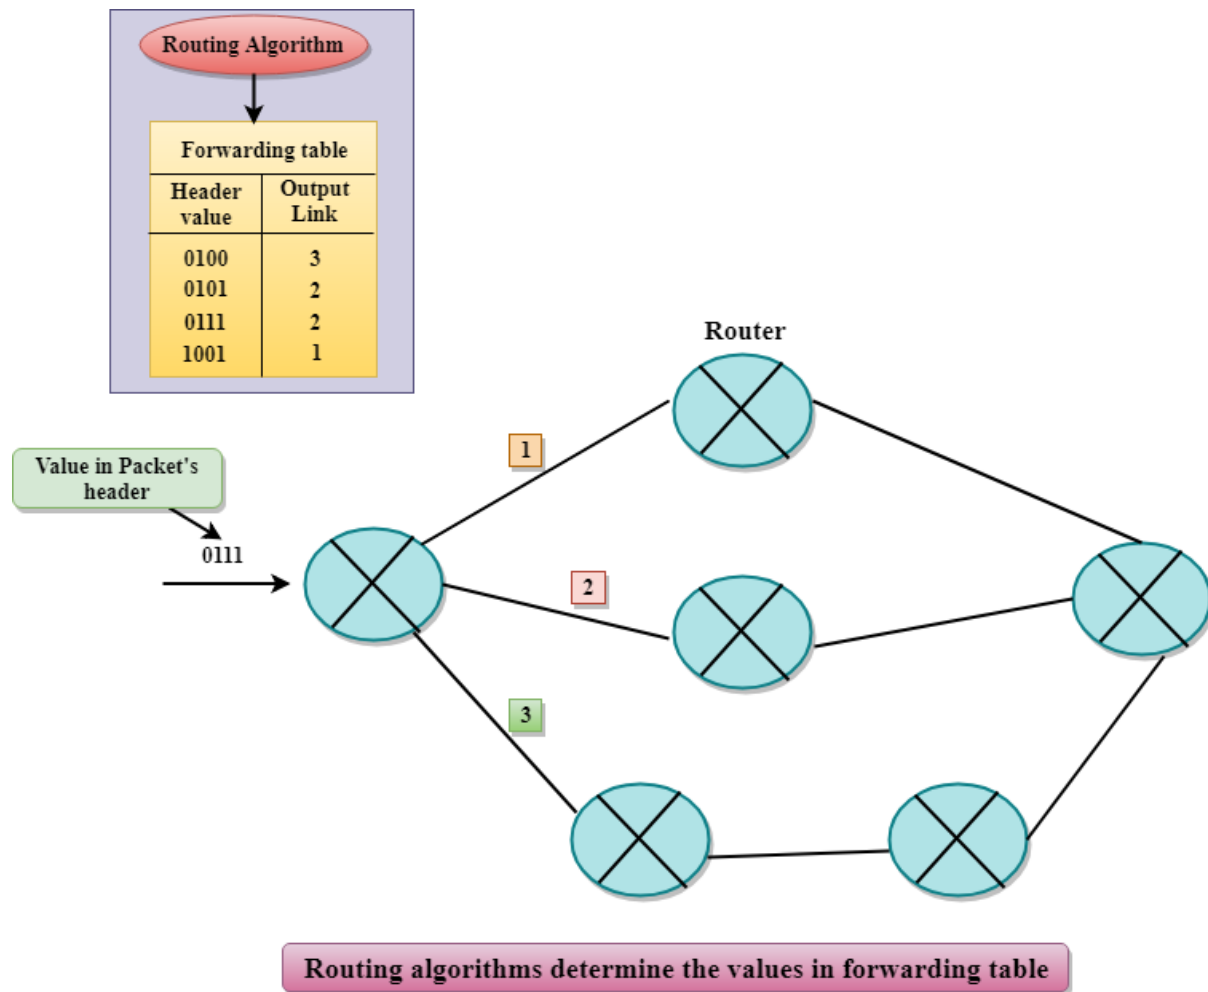 Routing Algorithm
Forwarding table
Header
value
Output
Link
0100 3
0101 2
0111 2
1001 1
Router
1
Value in Packet's
header
0111
2
3
Routing algorithms determine the values in forwarding table